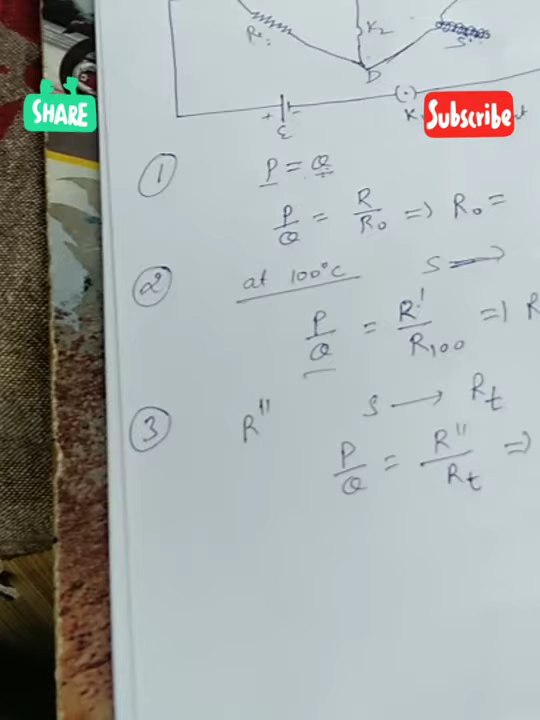 R
K₂
S
D
+ -
ε
K
SHARE
Subscribe
① P = Q
P/Q = R/R₀ => R₀ =
② at 100°C S →
P/Q = R'/R₁₀₀ => R
③ R" S → Rt
P/Q = R"/Rt =>